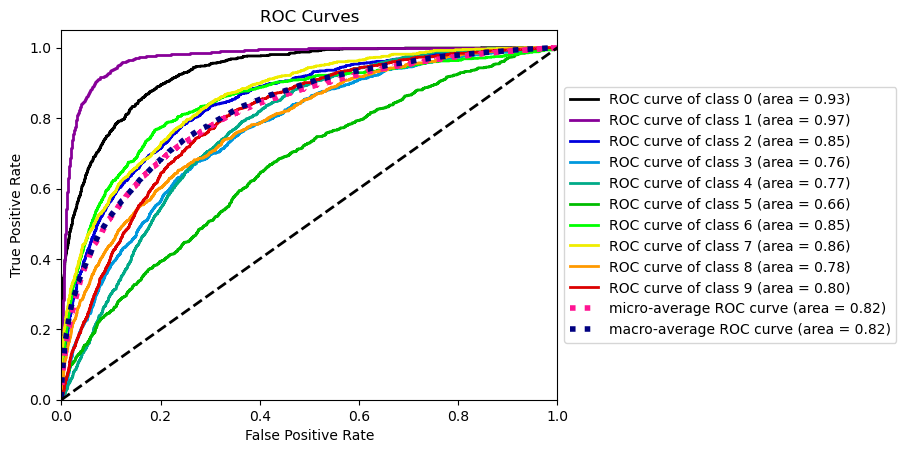 ROC Curves
True Positive Rate
1.0
0.8
0.6
0.4
0.2
0.0
0.0 0.2 0.4 0.6 0.8 1.0
False Positive Rate
ROC curve of class 0 (area = 0.93)
ROC curve of class 1 (area = 0.97)
ROC curve of class 2 (area = 0.85)
ROC curve of class 3 (area = 0.76)
ROC curve of class 4 (area = 0.77)
ROC curve of class 5 (area = 0.66)
ROC curve of class 6 (area = 0.85)
ROC curve of class 7 (area = 0.86)
ROC curve of class 8 (area = 0.78)
ROC curve of class 9 (area = 0.80)
micro-average ROC curve (area = 0.82)
macro-average ROC curve (area = 0.82)